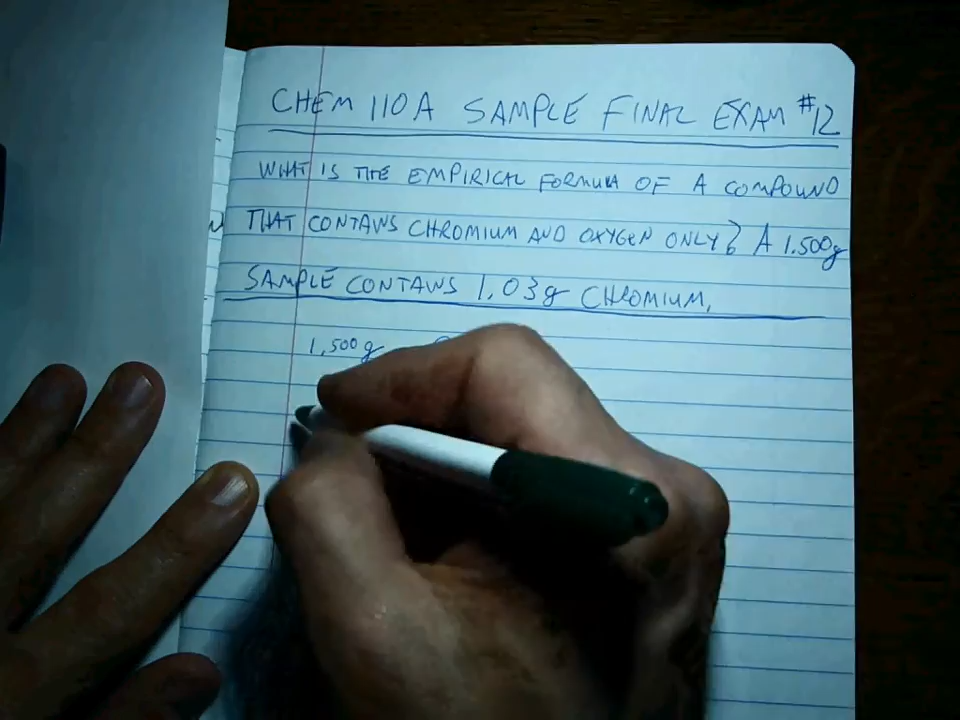 CHEM 110A SAMPLE FINAL EXAM #12
WHAT IS THE EMPIRICAL FORMULA OF A COMPOUND
THAT CONTAINS CHROMIUM AND OXYGEN ONLY? A 1.500g
SAMPLE CONTAINS 1.03g CHROMIUM.
1.500g